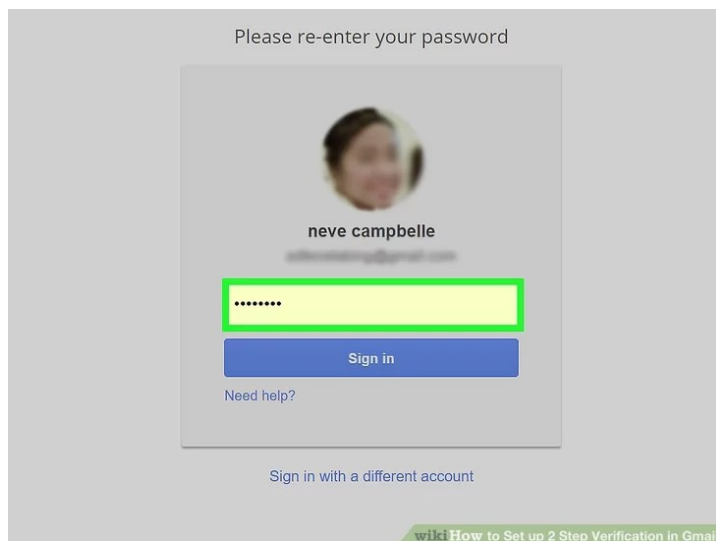 Please re-enter your password
neve campbelle
••••••••
Sign in
Need help?
Sign in with a different account
wikiHow to Set up 2 Step Verification in Gmail